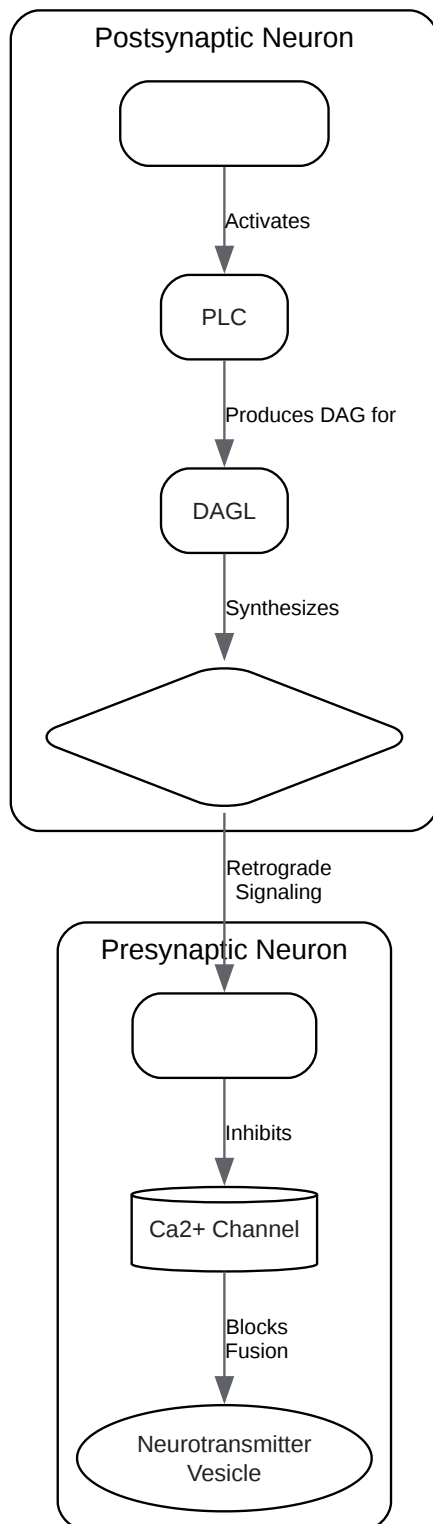 Postsynaptic Neuron
Activates
PLC
Produces DAG for
DAGL
Synthesizes
Retrograde
Signaling
Presynaptic Neuron
Inhibits
Ca2+ Channel
Blocks
Fusion
Neurotransmitter
Vesicle